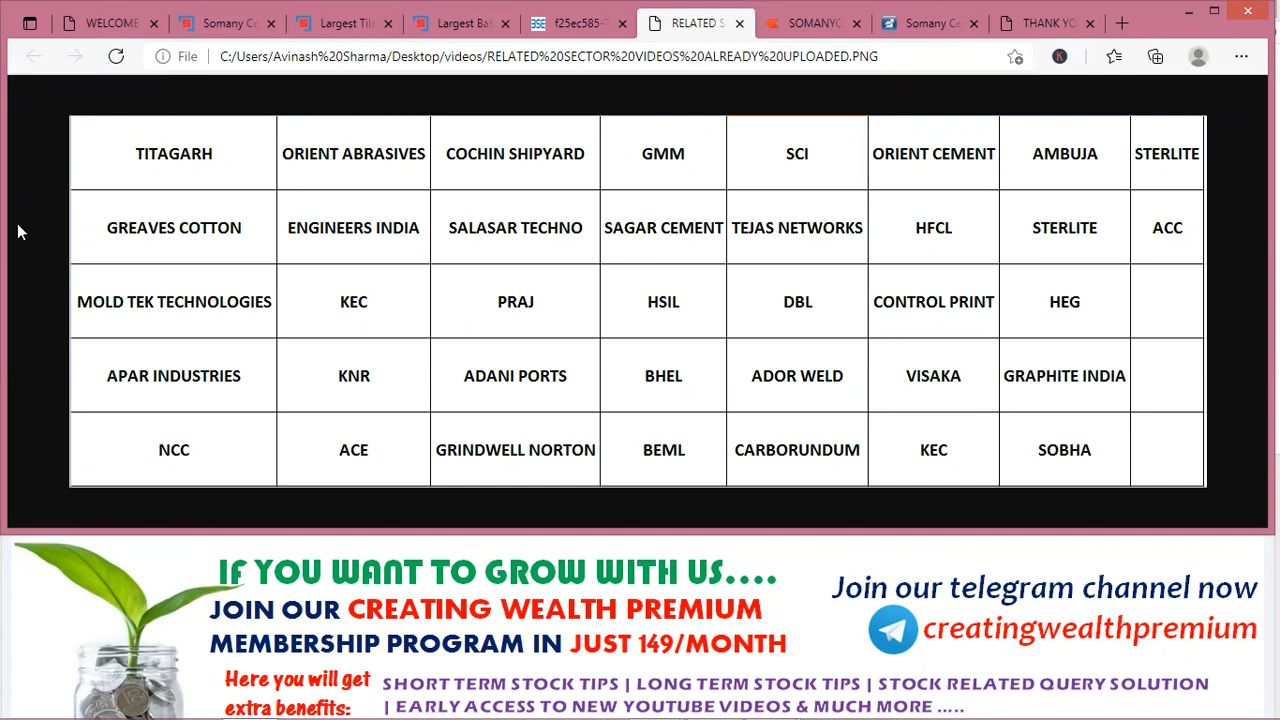 WELCOME
Somany Ce
Largest Tile
Largest Bat
BSE
f25ec585-7
RELATED S
SOMANYC
Somany Ce
THANK YO
File
C:/Users/Avinash%20Sharma/Desktop/videos/RELATED%20SECTOR%20VIDEOS%20ALREADY%20UPLOADED.PNG
K
TITAGARH ORIENT ABRASIVES COCHIN SHIPYARD GMM SCI ORIENT CEMENT AMBUJA STERLITE
GREAVES COTTON ENGINEERS INDIA SALASAR TECHNO SAGAR CEMENT TEJAS NETWORKS HFCL STERLITE ACC
MOLD TEK TECHNOLOGIES KEC PRAJ HSIL DBL CONTROL PRINT HEG
APAR INDUSTRIES KNR ADANI PORTS BHEL ADOR WELD VISAKA GRAPHITE INDIA
NCC ACE GRINDWELL NORTON BEML CARBORUNDUM KEC SOBHA
IF YOU WANT TO GROW WITH US....
JOIN OUR CREATING WEALTH PREMIUM
MEMBERSHIP PROGRAM IN JUST 149/MONTH
Here you will get
extra benefits:
SHORT TERM STOCK TIPS | LONG TERM STOCK TIPS | STOCK RELATED QUERY SOLUTION
| EARLY ACCESS TO NEW YOUTUBE VIDEOS & MUCH MORE .....
Join our telegram channel now
creatingwealthpremium